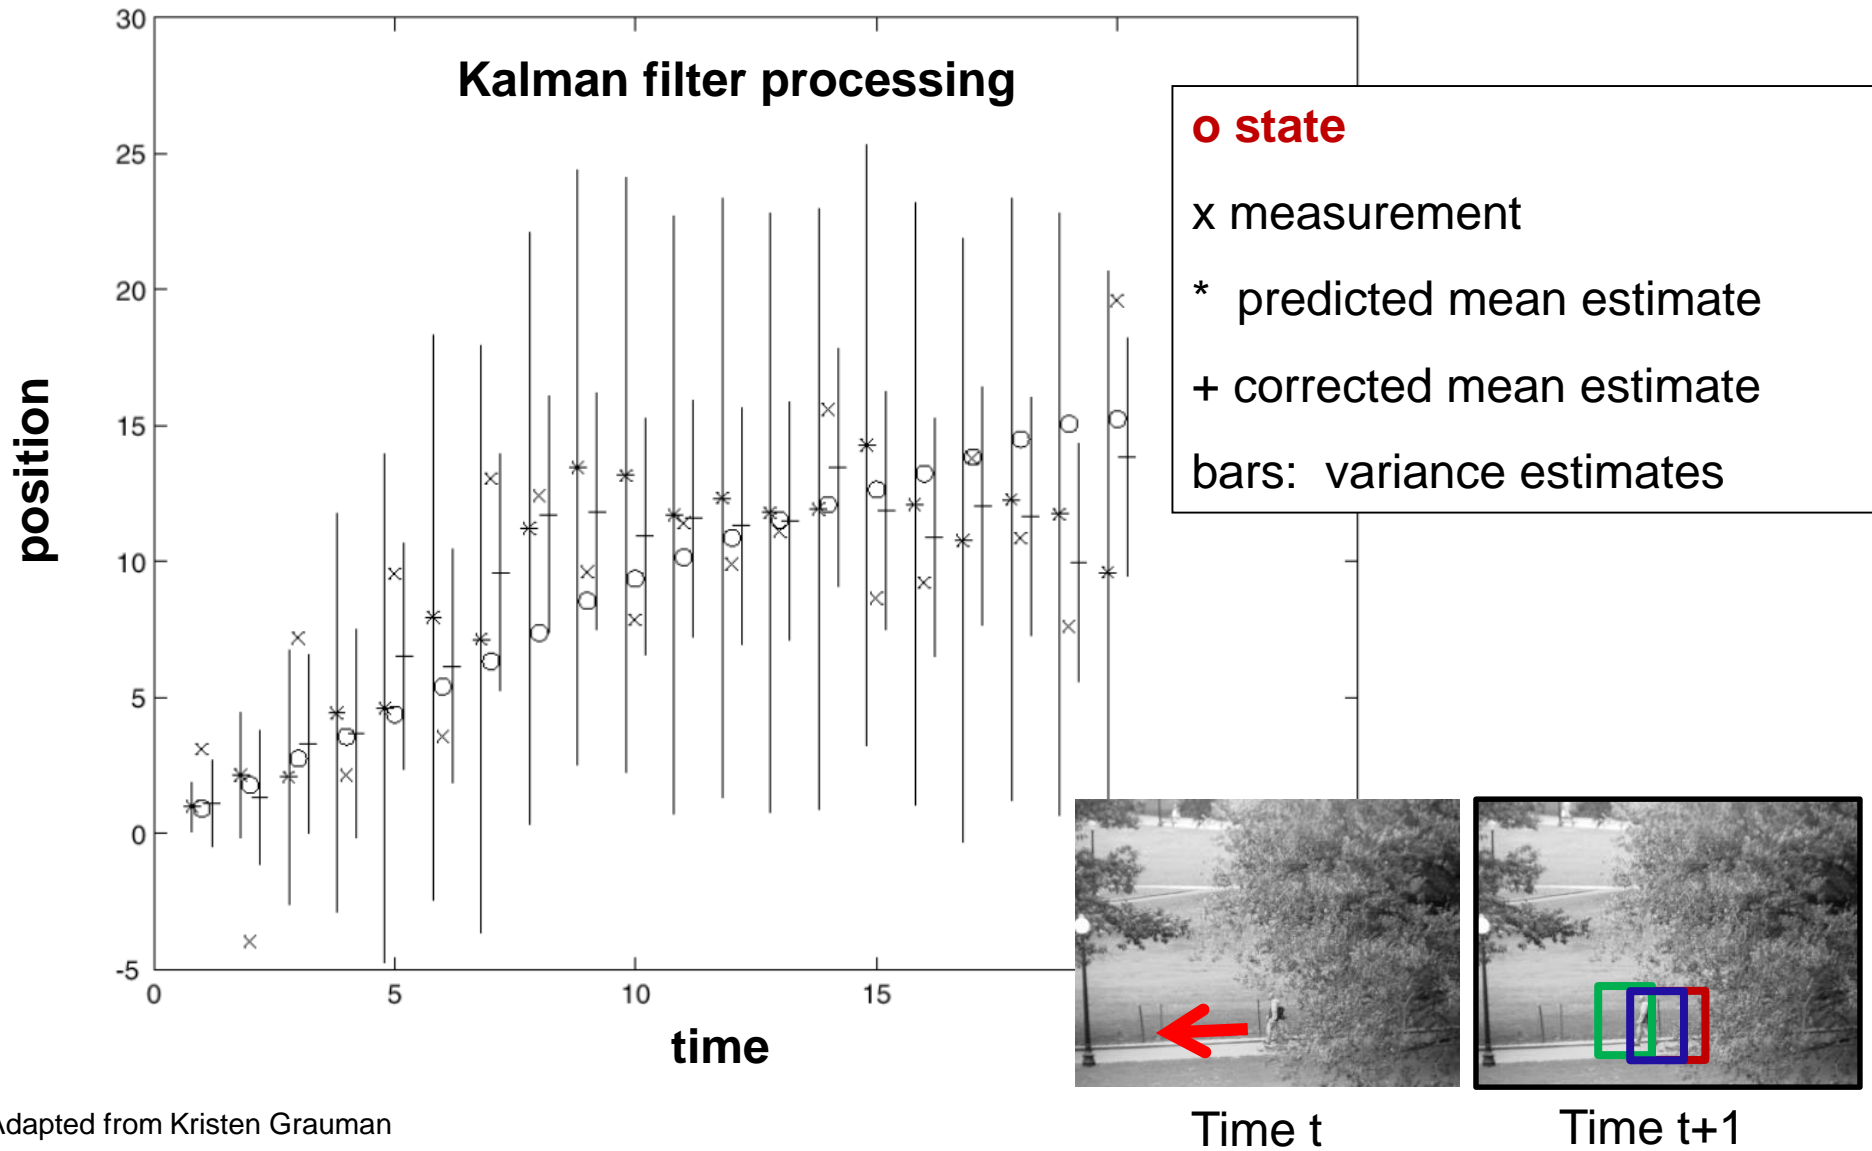 Kalman filter processing
30
25
20
15
10
5
0
-5
0
5
10
15
position
time
o state
x measurement
* predicted mean estimate
+ corrected mean estimate
bars: variance estimates
Time t
Time t+1
Adapted from Kristen Grauman